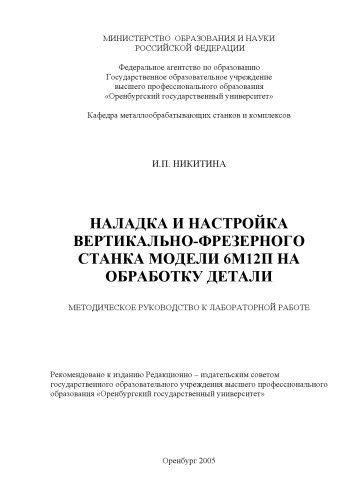 МИНИСТЕРСТВО ОБРАЗОВАНИЯ И НАУКИ
РОССИЙСКОЙ ФЕДЕРАЦИИ
Федеральное агентство по образованию
Государственное образовательное учреждение
высшего профессионального образования
«Оренбургский государственный университет»
Кафедра металлообрабатывающих станков и комплексов
И.П. НИКИТИНА
НАЛАДКА И НАСТРОЙКА
ВЕРТИКАЛЬНО-ФРЕЗЕРНОГО
СТАНКА МОДЕЛИ 6М12П НА
ОБРАБОТКУ ДЕТАЛИ
МЕТОДИЧЕСКОЕ РУКОВОДСТВО К ЛАБОРАТОРНОЙ РАБОТЕ
Рекомендовано к изданию Редакционно – издательским советом
государственного образовательного учреждения высшего профессионального
образования «Оренбургский государственный университет»
Оренбург 2005